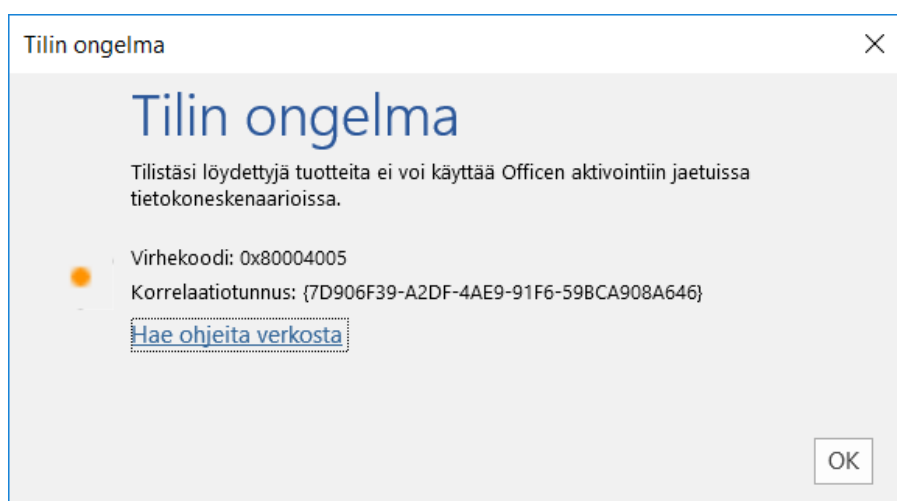 Tilin ongelma
Tilin ongelma
Tilistäsi löydettyjä tuotteita ei voi käyttää Officen aktivointiin jaetuissa
tietokoneskenaarioissa.
Virhekoodi: 0x80004005
Korrelaatiotunnus: {7D906F39-A2DF-4AE9-91F6-59BCA908A646}
Hae ohjeita verkosta
OK